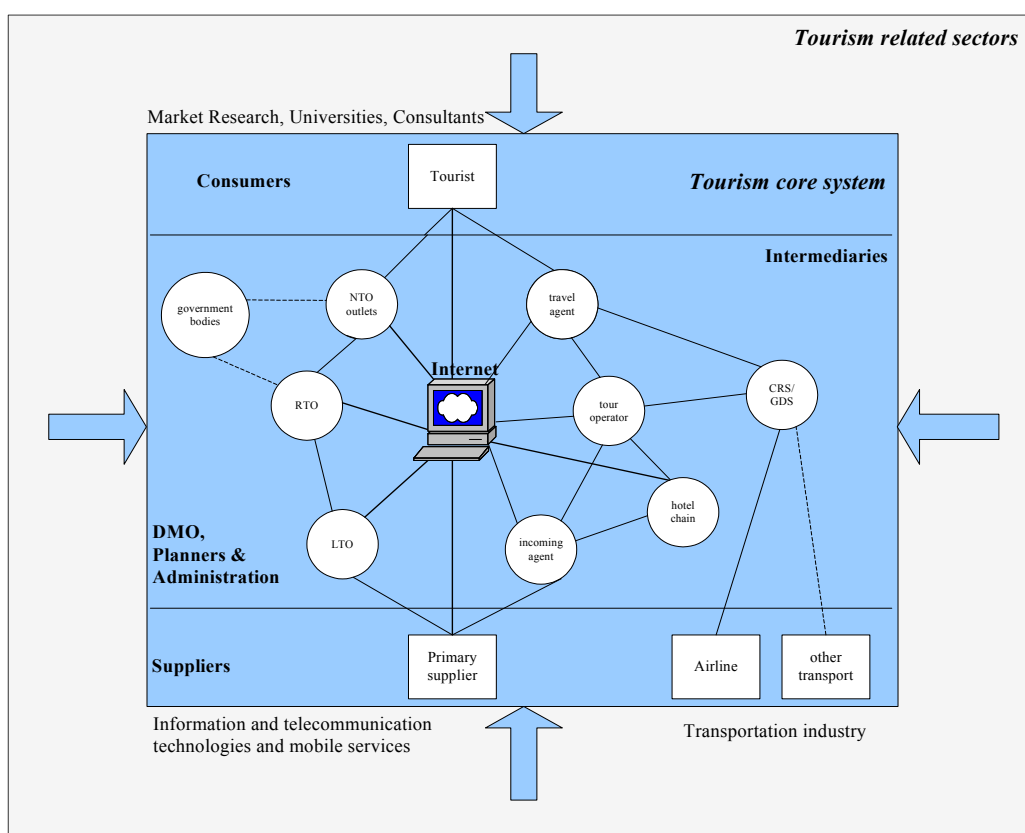 Tourism related sectors
Market Research, Universities, Consultants
Consumers
Tourist
Tourism core system
Intermediaries
government
bodies
NTO
outlets
travel
agent
Internet
RTO
tour
operator
CRS/
GDS
hotel
chain
LTO
incoming
agent
DMO,
Planners &
Administration
Suppliers
Primary
supplier
Airline
other
transport
Information and telecommunication
technologies and mobile services
Transportation industry